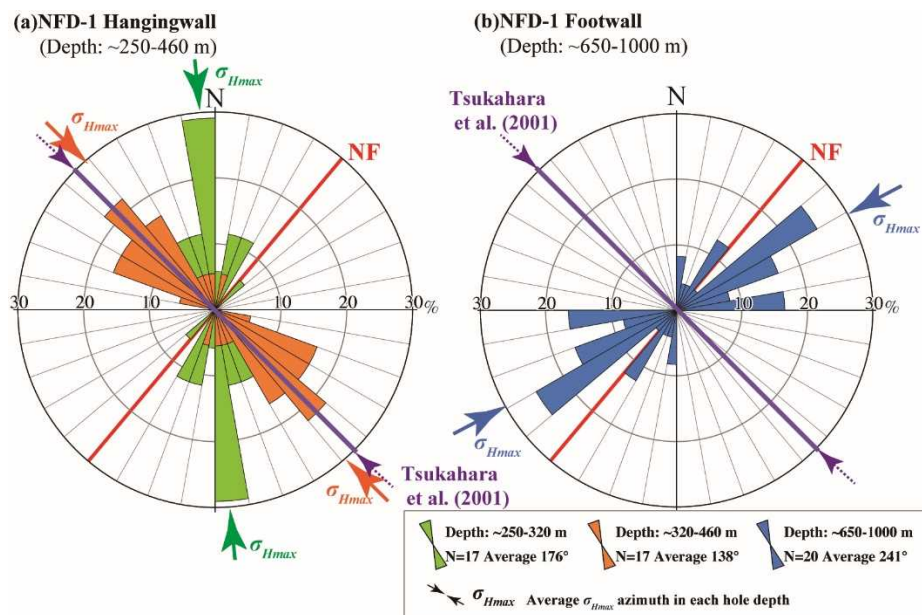 (a)NFD-1 Hangingwall
(Depth: ~250-460 m)
σHmax
N
σHmax
NF
30
20
10
10
20
30%
Tsukahara
et al. (2001)
σHmax
σHmax
(b)NFD-1 Footwall
(Depth: ~650-1000 m)
Tsukahara
et al. (2001)
N
NF
σHmax
30
20
10
10
20
30%
σHmax
Depth: ~250-320 m
N=17 Average 176°
Depth: ~320-460 m
N=17 Average 138°
Depth: ~650-1000 m
N=20 Average 241°
σHmax Average σHmax azimuth in each hole depth